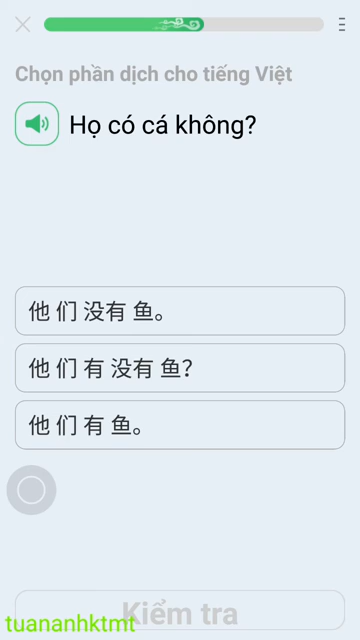 Chọn phần dịch cho tiếng Việt
Họ có cá không?
他 们 没有 鱼。
他 们 有 没有 鱼?
他 们 有 鱼。
Kiểm tra
tuananhktmt